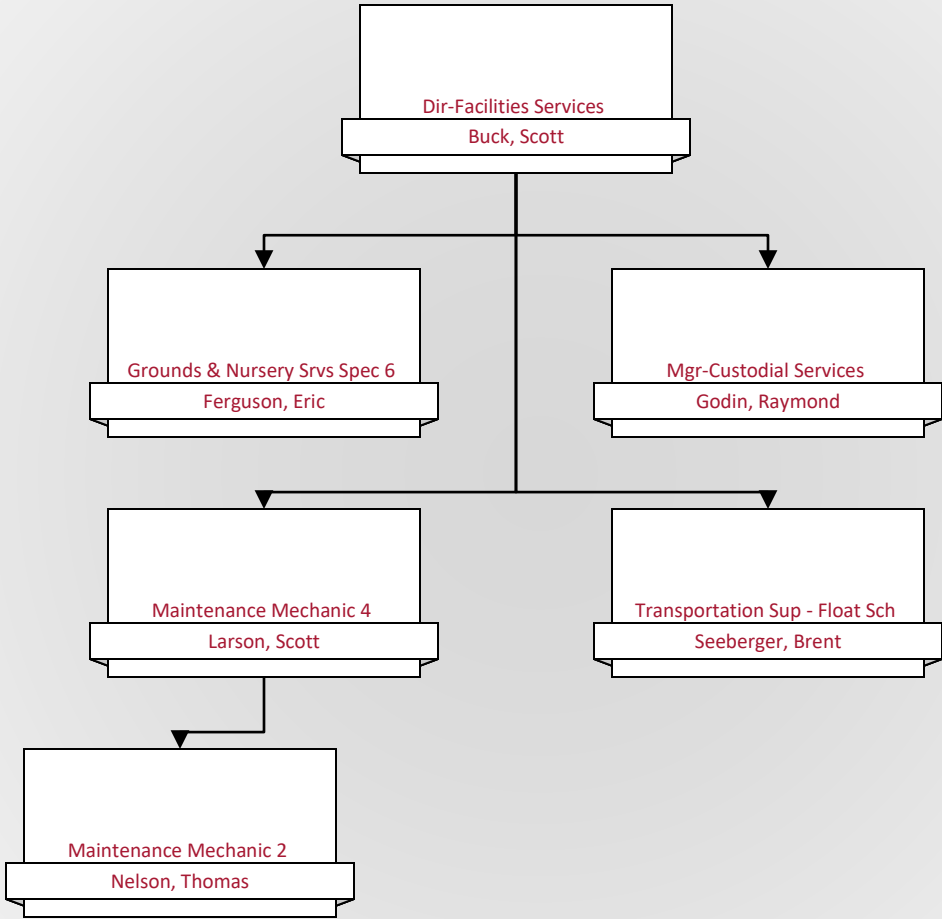 Dir-Facilities Services
Buck, Scott
Grounds & Nursery Srvs Spec 6
Ferguson, Eric
Mgr-Custodial Services
Godin, Raymond
Maintenance Mechanic 4
Larson, Scott
Transportation Sup - Float Sch
Seeberger, Brent
Maintenance Mechanic 2
Nelson, Thomas